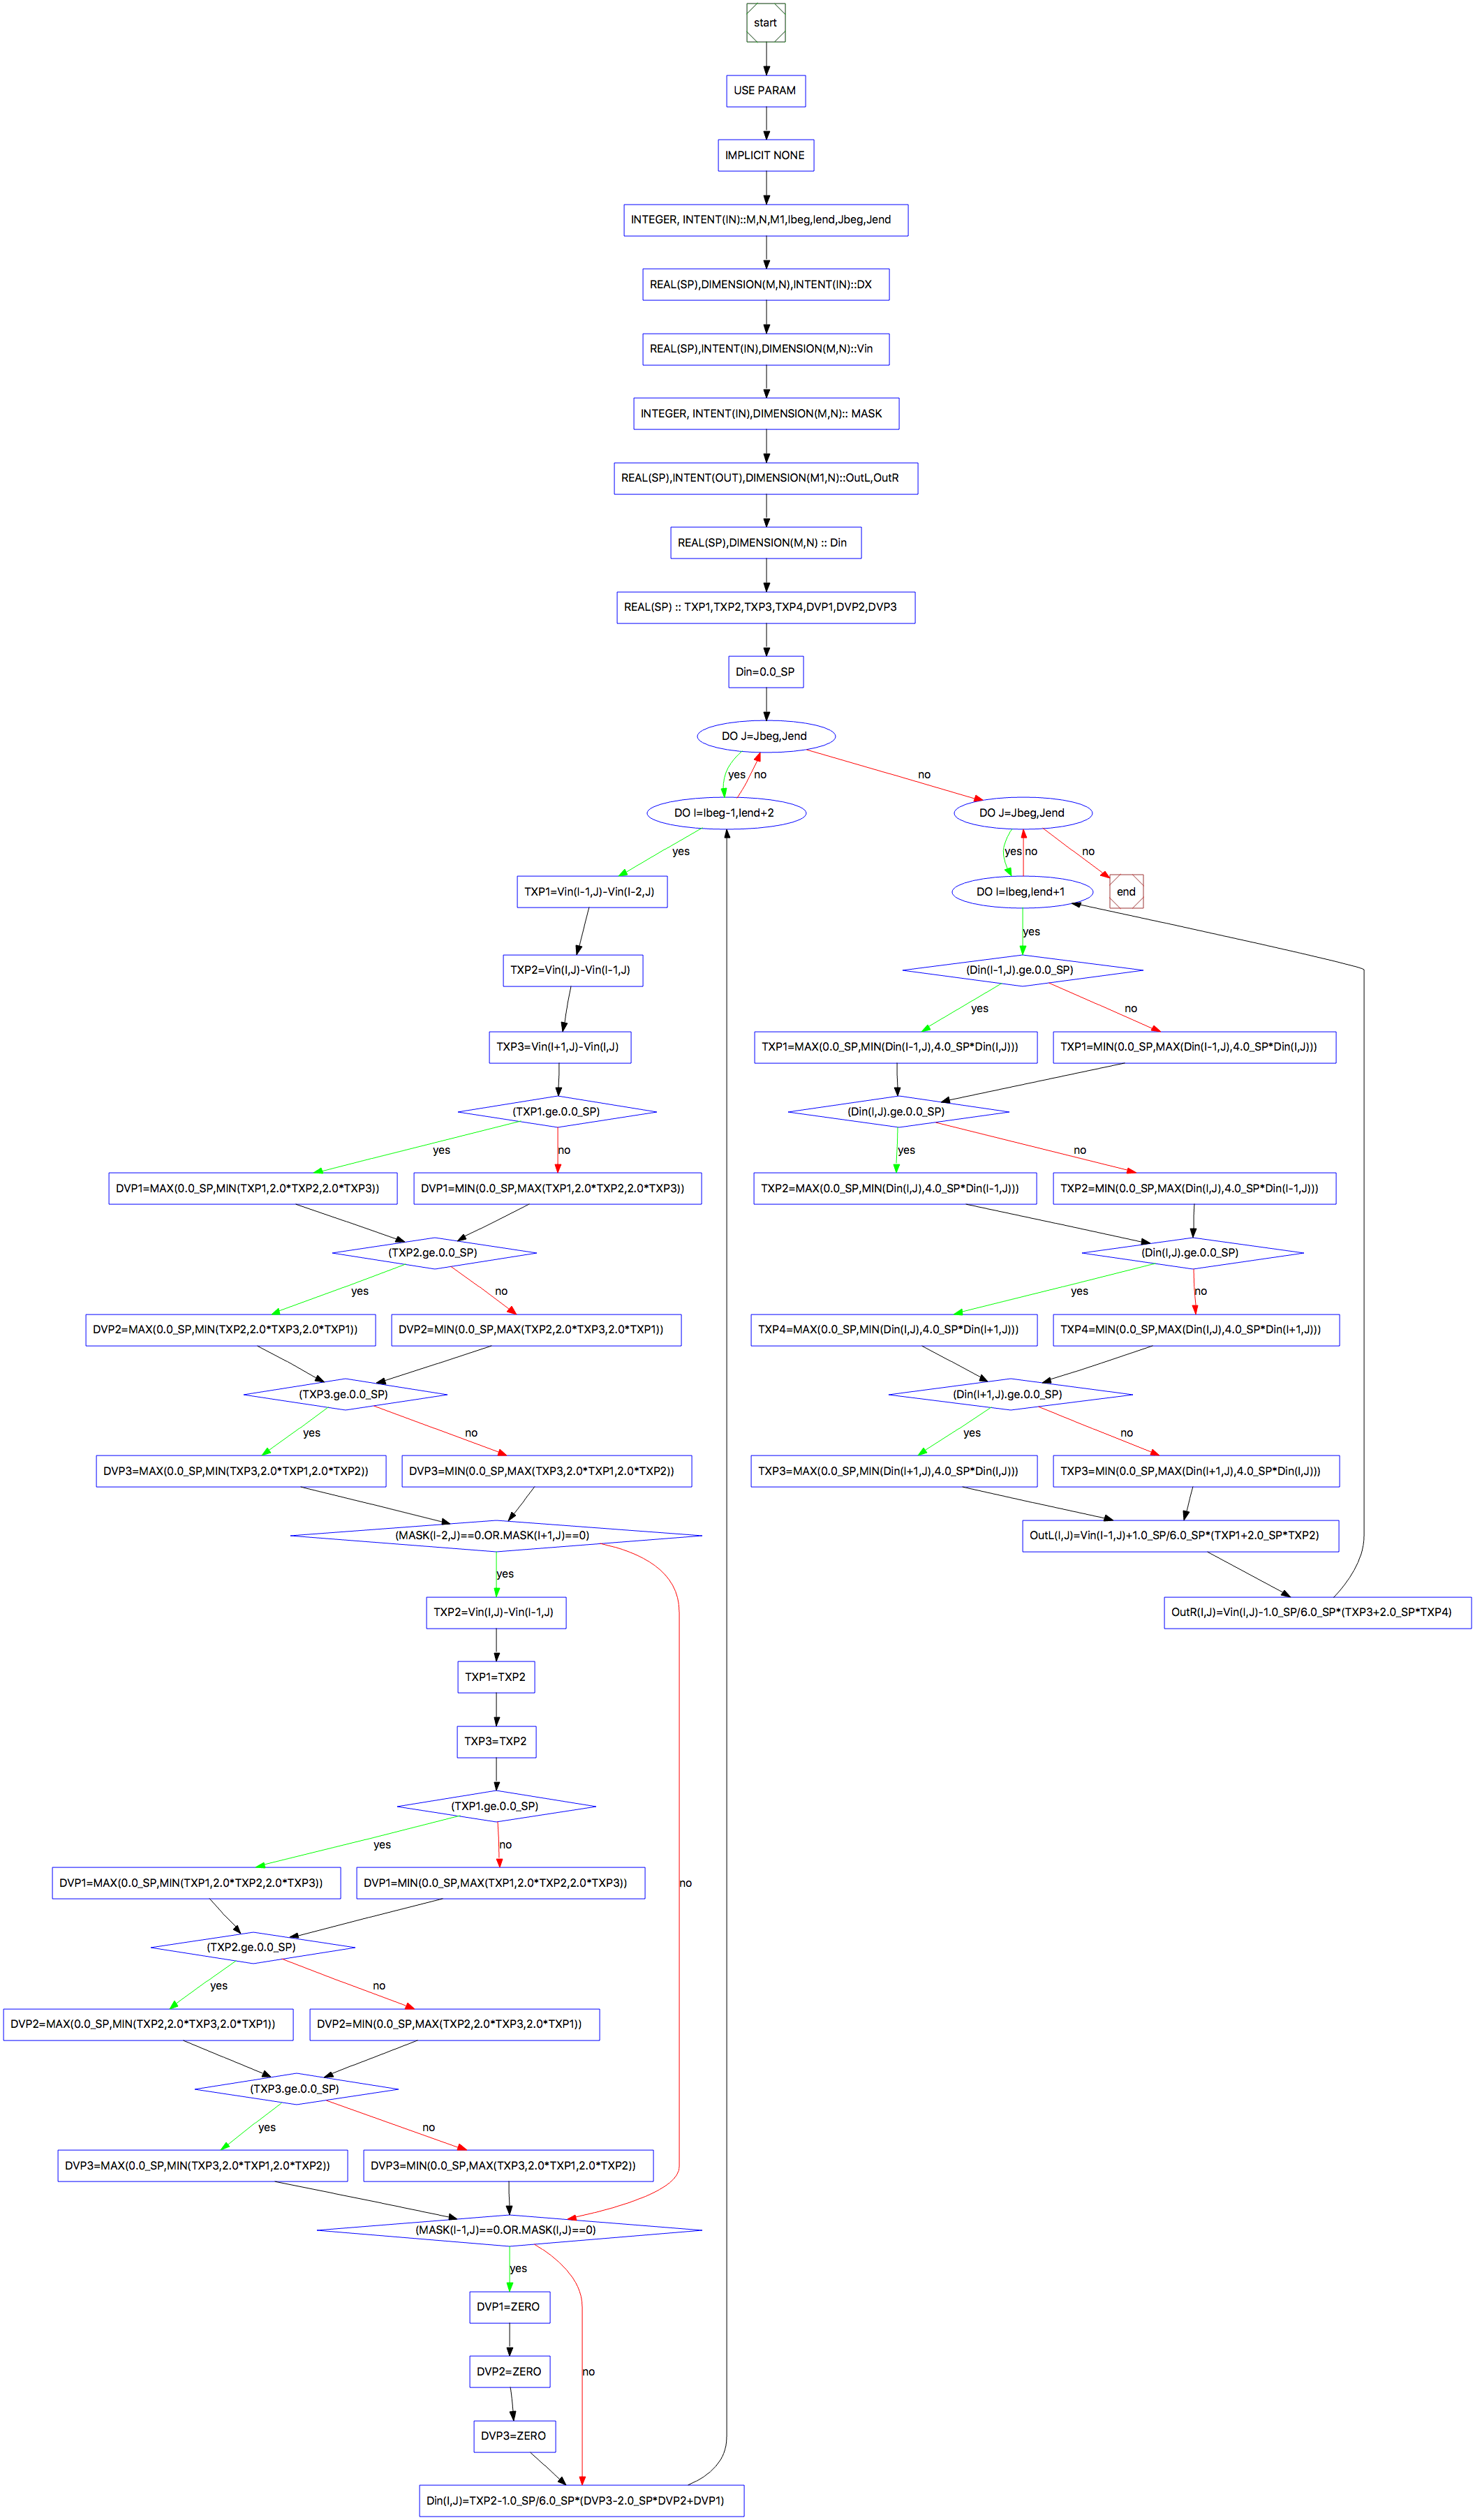 start
USE PARAM
IMPLICIT NONE
INTEGER, INTENT(IN)::M,N,M1,Ibeg,Iend,Jbeg,Jend
REAL(SP),DIMENSION(M,N),INTENT(IN)::DX
REAL(SP),INTENT(IN),DIMENSION(M,N)::Vin
INTEGER, INTENT(IN),DIMENSION(M,N):: MASK
REAL(SP),INTENT(OUT),DIMENSION(M1,N)::OutL,OutR
REAL(SP),DIMENSION(M,N) :: Din
REAL(SP) :: TXP1,TXP2,TXP3,TXP4,DVP1,DVP2,DVP3
Din=0.0_SP
DO J=Jbeg,Jend
yes
no
no
DO I=Ibeg-1,Iend+2
yes
TXP1=Vin(I-1,J)-Vin(I-2,J)
TXP2=Vin(I,J)-Vin(I-1,J)
TXP3=Vin(I+1,J)-Vin(I,J)
(TXP1.ge.0.0_SP)
yes
no
DVP1=MAX(0.0_SP,MIN(TXP1,2.0*TXP2,2.0*TXP3))
DVP1=MIN(0.0_SP,MAX(TXP1,2.0*TXP2,2.0*TXP3))
(TXP2.ge.0.0_SP)
yes
no
DVP2=MAX(0.0_SP,MIN(TXP2,2.0*TXP3,2.0*TXP1))
DVP2=MIN(0.0_SP,MAX(TXP2,2.0*TXP3,2.0*TXP1))
(TXP3.ge.0.0_SP)
yes
no
DVP3=MAX(0.0_SP,MIN(TXP3,2.0*TXP1,2.0*TXP2))
DVP3=MIN(0.0_SP,MAX(TXP3,2.0*TXP1,2.0*TXP2))
(MASK(I-2,J)==0.OR.MASK(I+1,J)==0)
yes
no
TXP2=Vin(I,J)-Vin(I-1,J)
TXP1=TXP2
TXP3=TXP2
(TXP1.ge.0.0_SP)
yes
no
DVP1=MAX(0.0_SP,MIN(TXP1,2.0*TXP2,2.0*TXP3))
DVP1=MIN(0.0_SP,MAX(TXP1,2.0*TXP2,2.0*TXP3))
(TXP2.ge.0.0_SP)
yes
no
DVP2=MAX(0.0_SP,MIN(TXP2,2.0*TXP3,2.0*TXP1))
DVP2=MIN(0.0_SP,MAX(TXP2,2.0*TXP3,2.0*TXP1))
(TXP3.ge.0.0_SP)
yes
no
DVP3=MAX(0.0_SP,MIN(TXP3,2.0*TXP1,2.0*TXP2))
DVP3=MIN(0.0_SP,MAX(TXP3,2.0*TXP1,2.0*TXP2))
(MASK(I-1,J)==0.OR.MASK(I,J)==0)
yes
no
DVP1=ZERO
DVP2=ZERO
DVP3=ZERO
Din(I,J)=TXP2-1.0_SP/6.0_SP*(DVP3-2.0_SP*DVP2+DVP1)
DO J=Jbeg,Jend
yes
no
no
DO I=Ibeg,Iend+1
end
yes
(Din(I-1,J).ge.0.0_SP)
yes
no
TXP1=MAX(0.0_SP,MIN(Din(I-1,J),4.0_SP*Din(I,J)))
TXP1=MIN(0.0_SP,MAX(Din(I-1,J),4.0_SP*Din(I,J)))
(Din(I,J).ge.0.0_SP)
yes
no
TXP2=MAX(0.0_SP,MIN(Din(I,J),4.0_SP*Din(I-1,J)))
TXP2=MIN(0.0_SP,MAX(Din(I,J),4.0_SP*Din(I-1,J)))
(Din(I,J).ge.0.0_SP)
yes
no
TXP4=MAX(0.0_SP,MIN(Din(I,J),4.0_SP*Din(I+1,J)))
TXP4=MIN(0.0_SP,MAX(Din(I,J),4.0_SP*Din(I+1,J)))
(Din(I+1,J).ge.0.0_SP)
yes
no
TXP3=MAX(0.0_SP,MIN(Din(I+1,J),4.0_SP*Din(I,J)))
TXP3=MIN(0.0_SP,MAX(Din(I+1,J),4.0_SP*Din(I,J)))
OutL(I,J)=Vin(I-1,J)+1.0_SP/6.0_SP*(TXP1+2.0_SP*TXP2)
OutR(I,J)=Vin(I,J)-1.0_SP/6.0_SP*(TXP3+2.0_SP*TXP4)